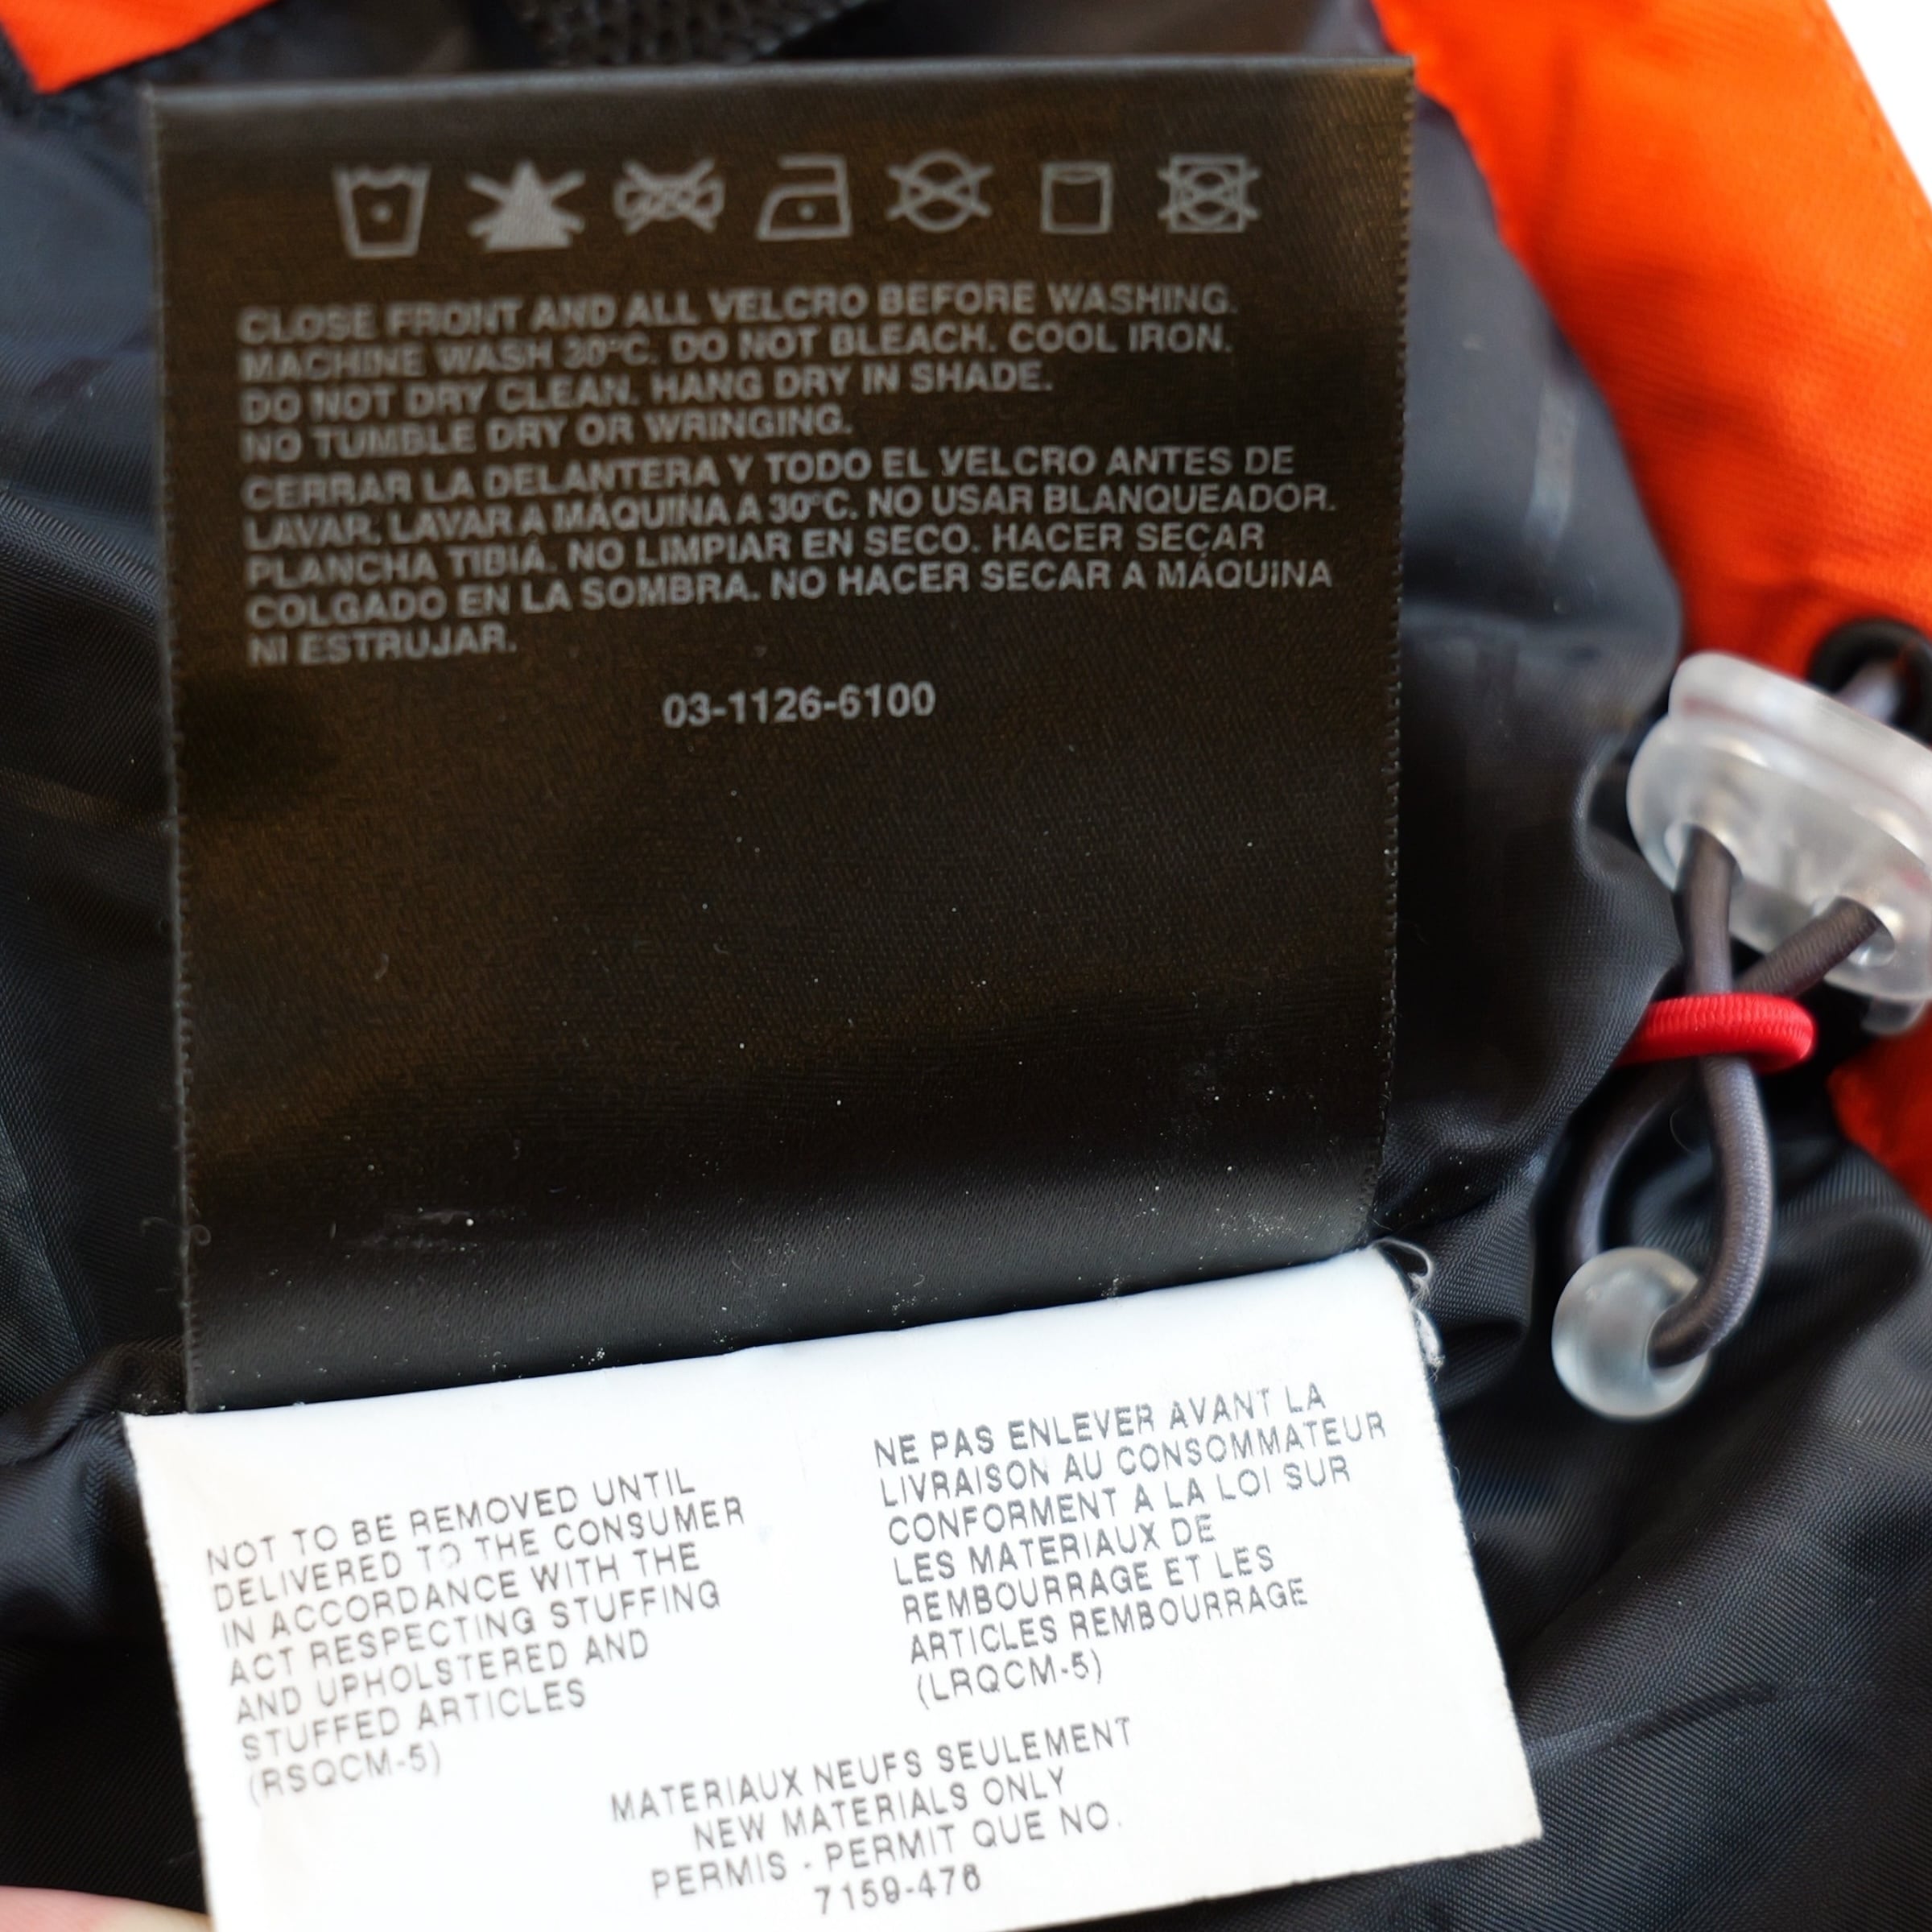 CLOSE FRONT AND ALL VELCRO BEFORE WASHING.
MACHINE WASH 30°C. DO NOT BLEACH. COOL IRON.
DO NOT DRY CLEAN. HANG DRY IN SHADE.
NO TUMBLE DRY OR WRINGING.
CERRAR LA DELANTERA Y TODO EL VELCRO ANTES DE
LAVAR. LAVAR A MÁQUINA A 30°C. NO USAR BLANQUEADOR.
PLANCHA TIBIÁ. NO LIMPIAR EN SECO. HACER SECAR
COLGADO EN LA SOMBRA. NO HACER SECAR A MÁQUINA
NI ESTRUJAR.
03-1126-6100
NOT TO BE REMOVED UNTIL
DELIVERED TO THE CONSUMER
IN ACCORDANCE WITH THE
ACT RESPECTING STUFFING
AND UPHOLSTERED AND
STUFFED ARTICLES
(RSQCM-5)
NE PAS ENLEVER AVANT LA
LIVRAISON AU CONSOMMATEUR
CONFORMENT A LA LOI SUR
LES MATERIAUX DE
REMBOURRAGE ET LES
ARTICLES REMBOURRAGE
(LRQCM-5)
MATERIAUX NEUFS SEULEMENT
NEW MATERIALS ONLY
PERMIS - PERMIT QUE NO.
7159-476